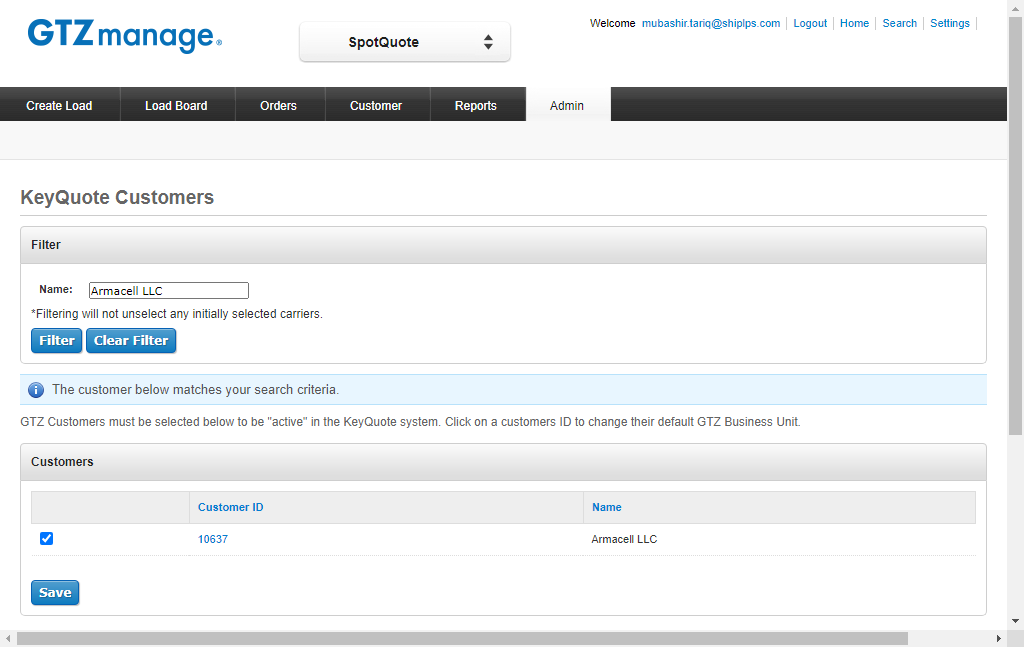 GTZmanage®
SpotQuote
Welcome mubashir.tariq@shiplps.com Logout Home Search Settings
Create Load Load Board Orders Customer Reports Admin
KeyQuote Customers
Filter
Name: Armacell LLC
*Filtering will not unselect any initially selected carriers.
Filter Clear Filter
The customer below matches your search criteria.
GTZ Customers must be selected below to be "active" in the KeyQuote system. Click on a customers ID to change their default GTZ Business Unit.
Customers
Customer ID Name
10637 Armacell LLC
Save